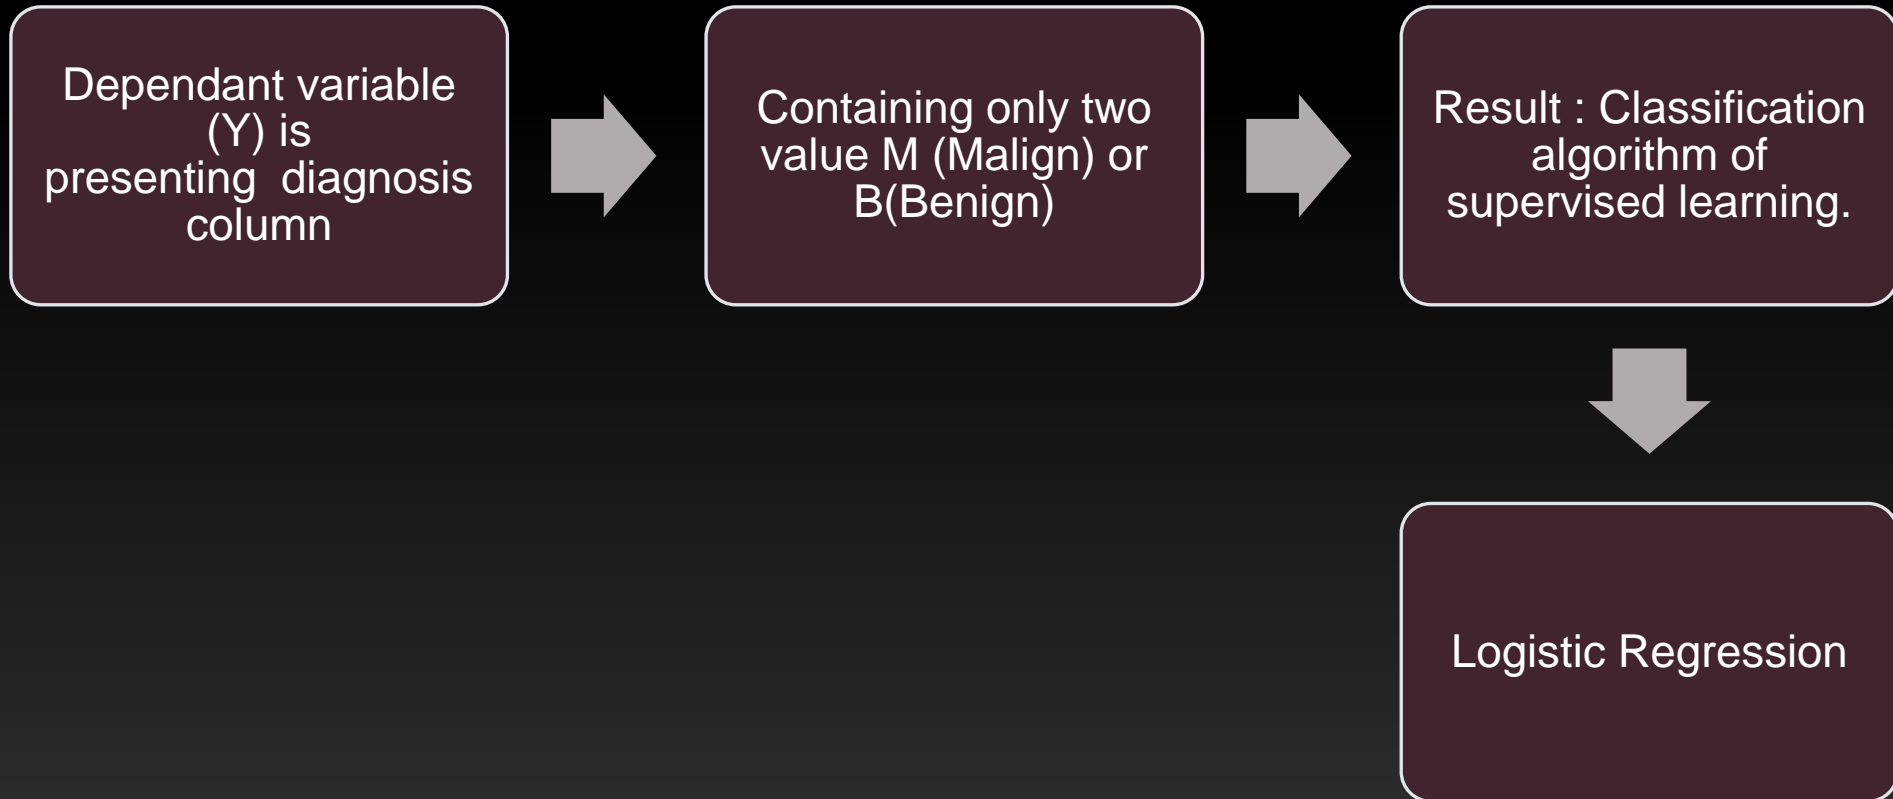 Dependant variable
(Y) is
presenting  diagnosis
column
Containing only two
value M (Malign) or
B(Benign)
Result : Classification
algorithm of
supervised learning.
Logistic Regression